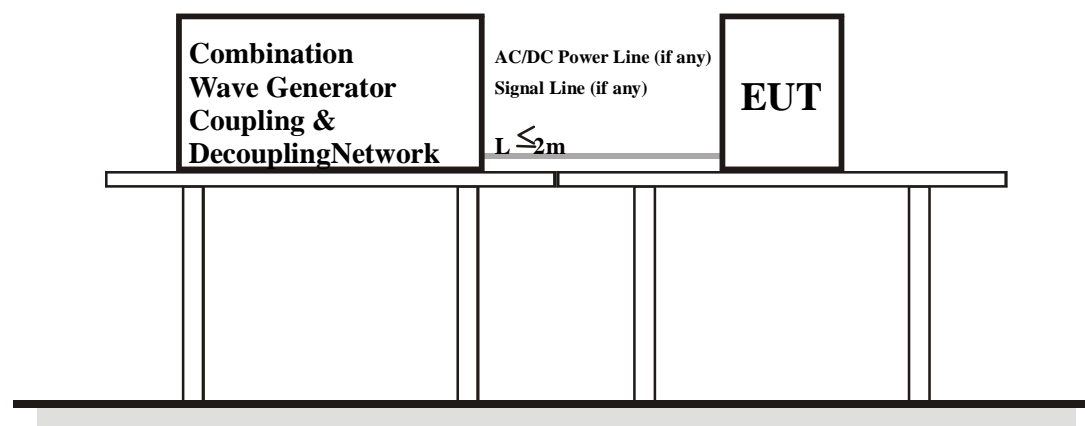 Combination
Wave Generator
Coupling &
DecouplingNetwork
AC/DC Power Line (if any)
Signal Line (if any)
L ≤2m
EUT